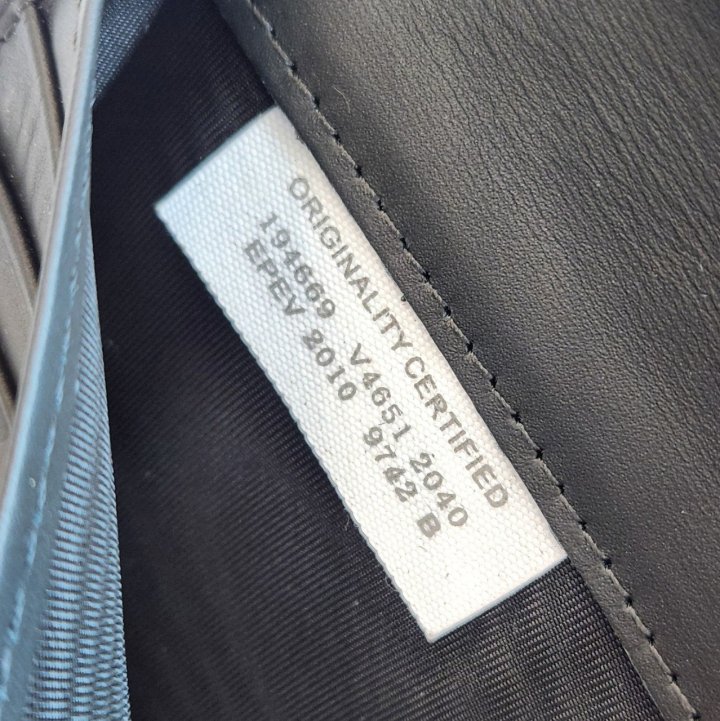 ORIGINALITY CERTIFIED
194669 V4651 2040
EPEV 2010 9742 B